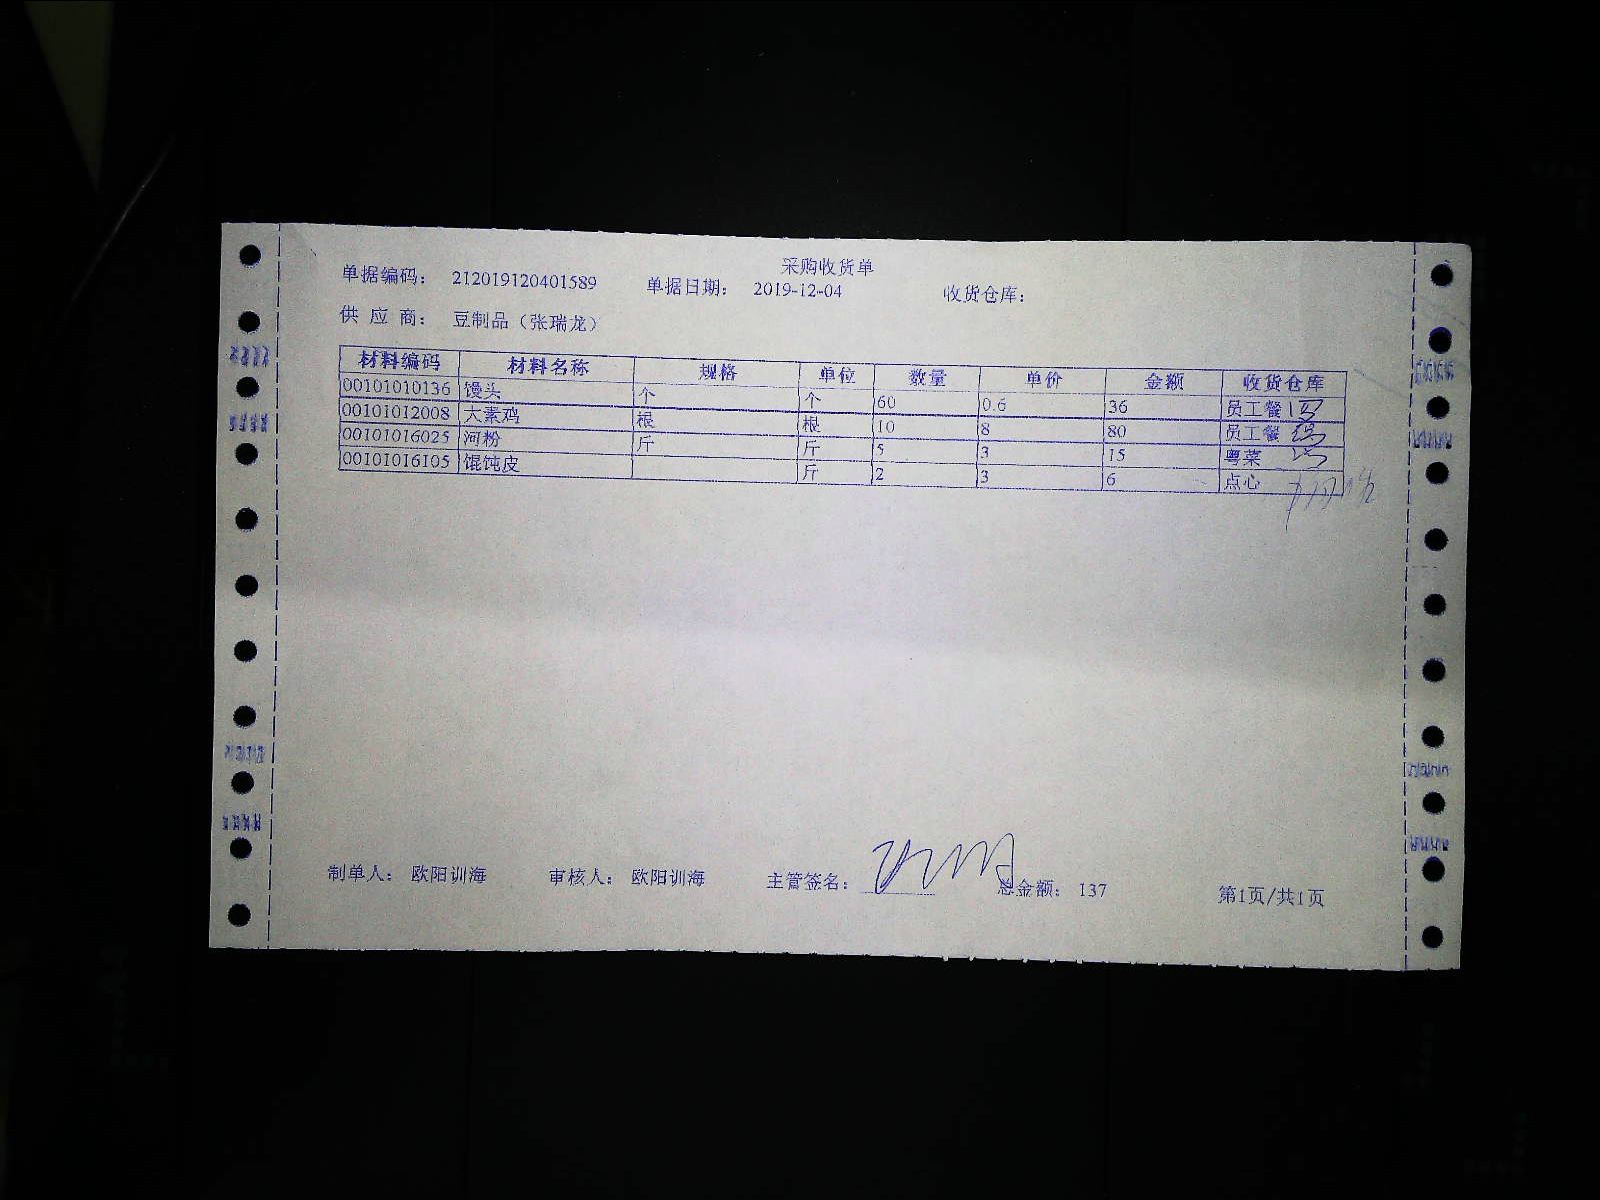 采购收货单
单据编码： 212019120401589 单据日期： 2019-12-04 收货仓库：
供 应 商： 豆制品（张瑞龙）
材料编码 材料名称 规格 单位 数量 单价 金额 收货仓库
00101010136 馒头 个 个 60 0.6 36 员工餐
00101012008 大素鸡 根 根 10 8 80 员工餐
00101016025 河粉 斤 斤 5 3 15 粤菜
00101016105 馄饨皮 斤 2 3 6 点心
制单人： 欧阳训海 审核人： 欧阳训海 主管签名： 总金额： 137 第1页/共1页